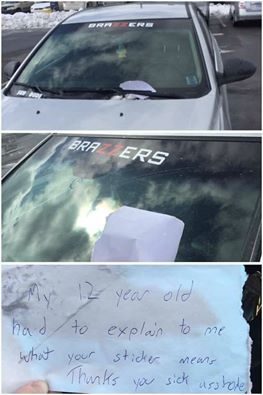 BRAZZERS
BRAZZERS
My 12 year old
had to explain to me
what your sticker means
Thanks you sick asshole